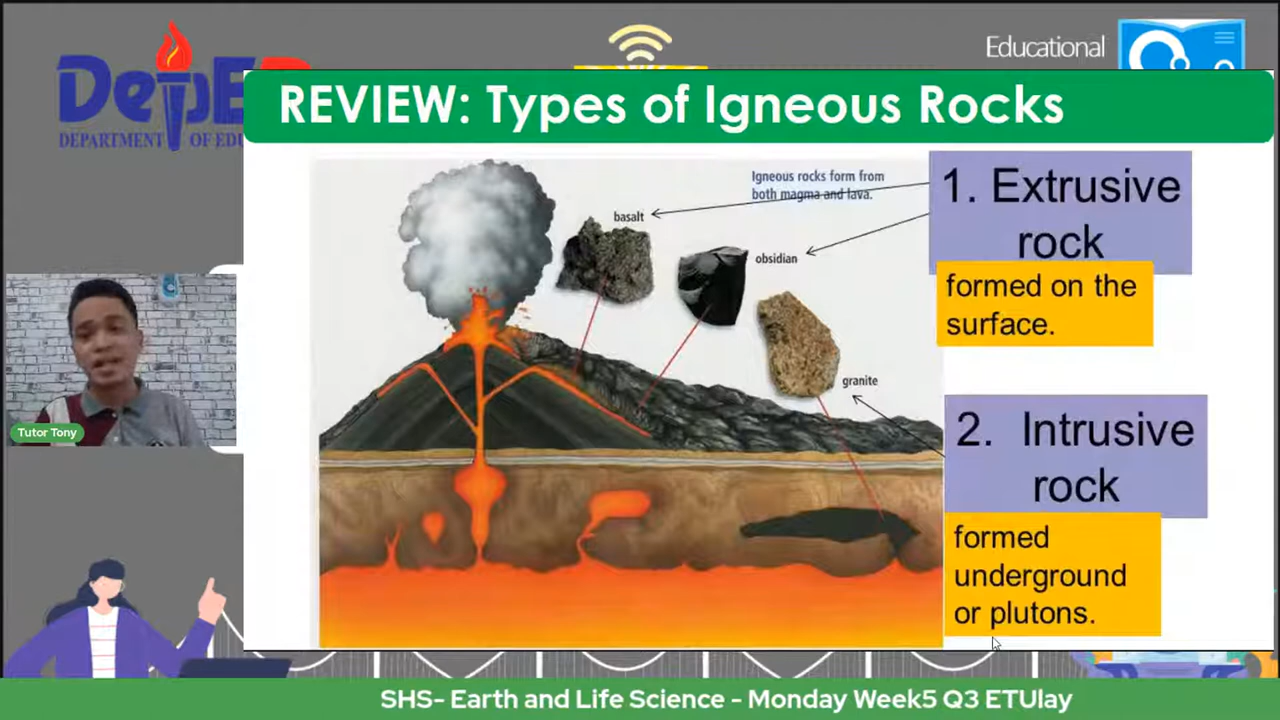 DepED
DEPARTMENT OF EDU
Educational
REVIEW: Types of Igneous Rocks
Igneous rocks form from
both magma and lava.
basalt
obsidian
granite
1. Extrusive
rock
formed on the
surface.
2. Intrusive
rock
formed
underground
or plutons.
Tutor Tony
SHS- Earth and Life Science - Monday Week5 Q3 ETUlay